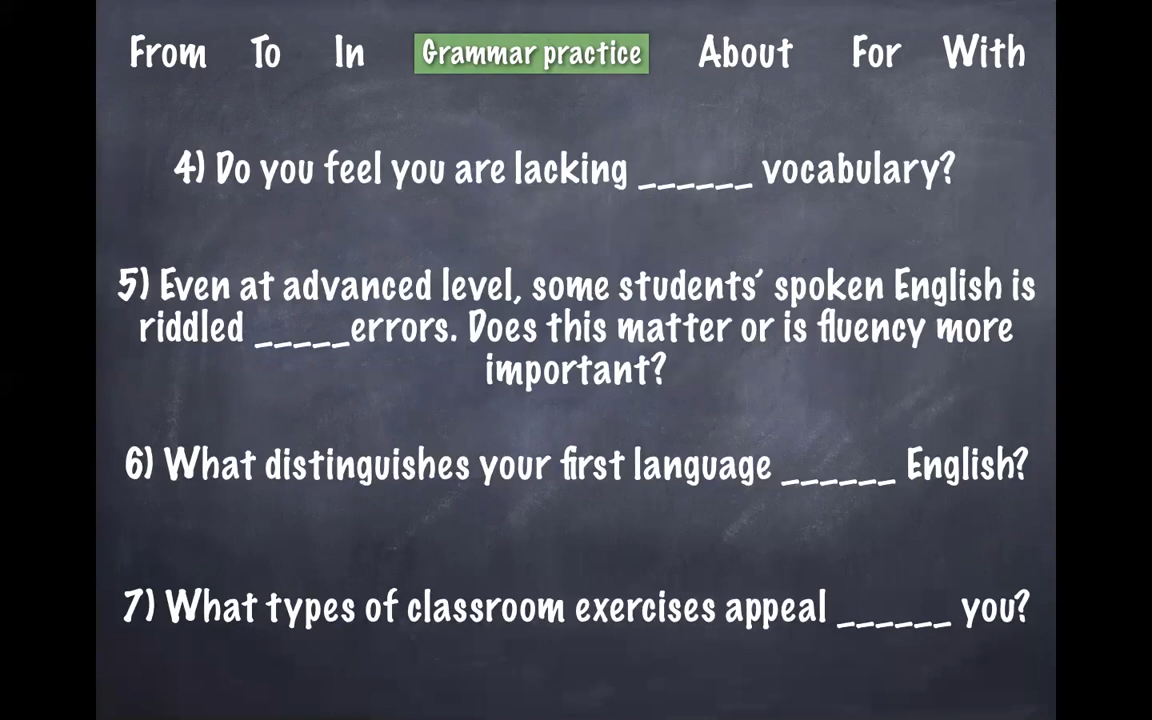 From To In Grammar practice About For With
4) Do you feel you are lacking ______ vocabulary?
5) Even at advanced level, some students’ spoken English is
riddled _____errors. Does this matter or is fluency more
important?
6) What distinguishes your first language ______ English?
7) What types of classroom exercises appeal ______ you?